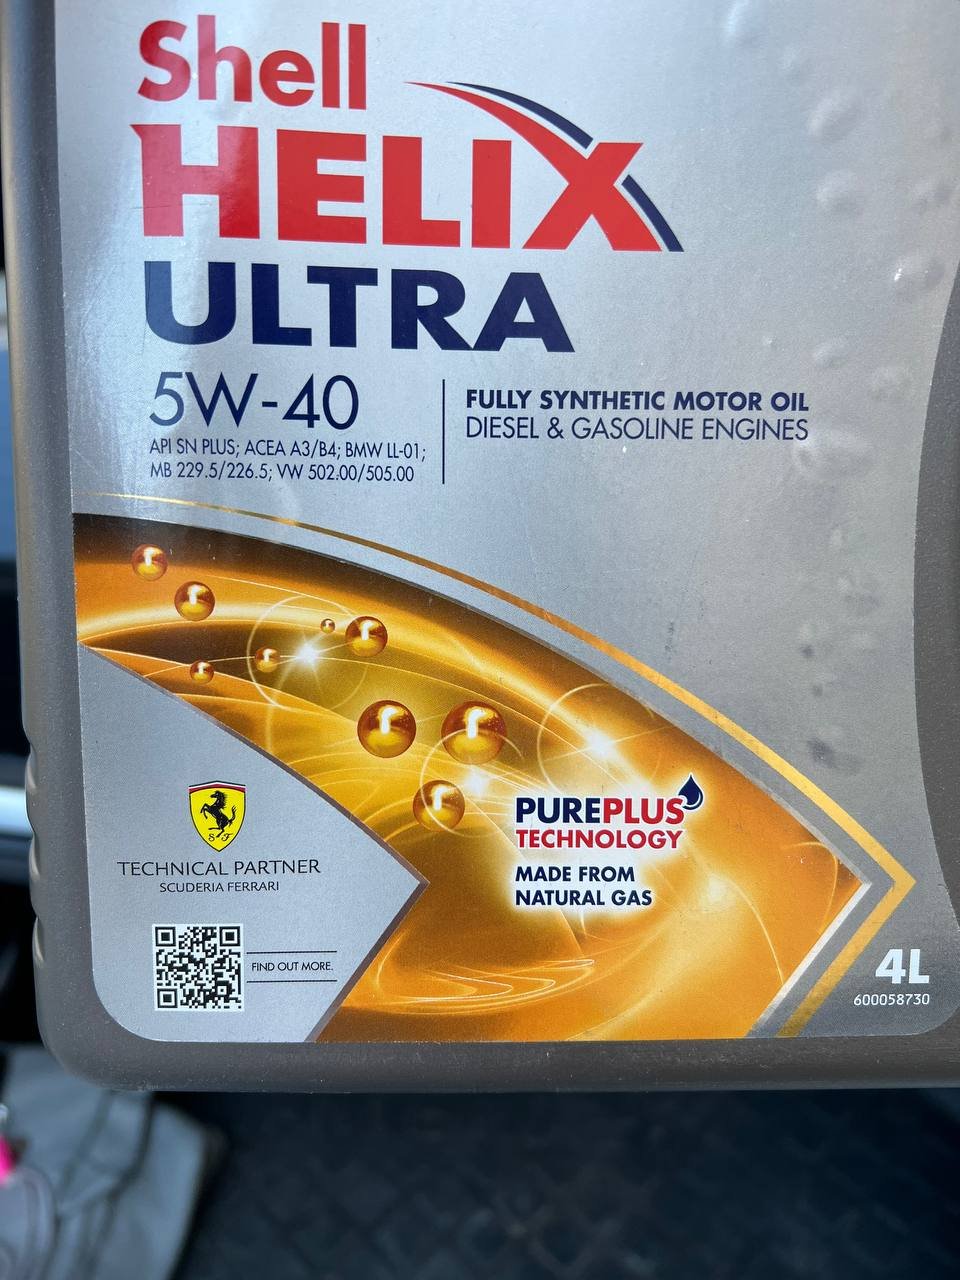 Shell
HELIX
ULTRA
5W-40
API SN PLUS; ACEA A3/B4; BMW LL-01;
MB 229.5/226.5; VW 502.00/505.00
FULLY SYNTHETIC MOTOR OIL
DIESEL & GASOLINE ENGINES
PUREPLUS
TECHNOLOGY
MADE FROM
NATURAL GAS
S F
TECHNICAL PARTNER
SCUDERIA FERRARI
FIND OUT MORE.
4L
600058730